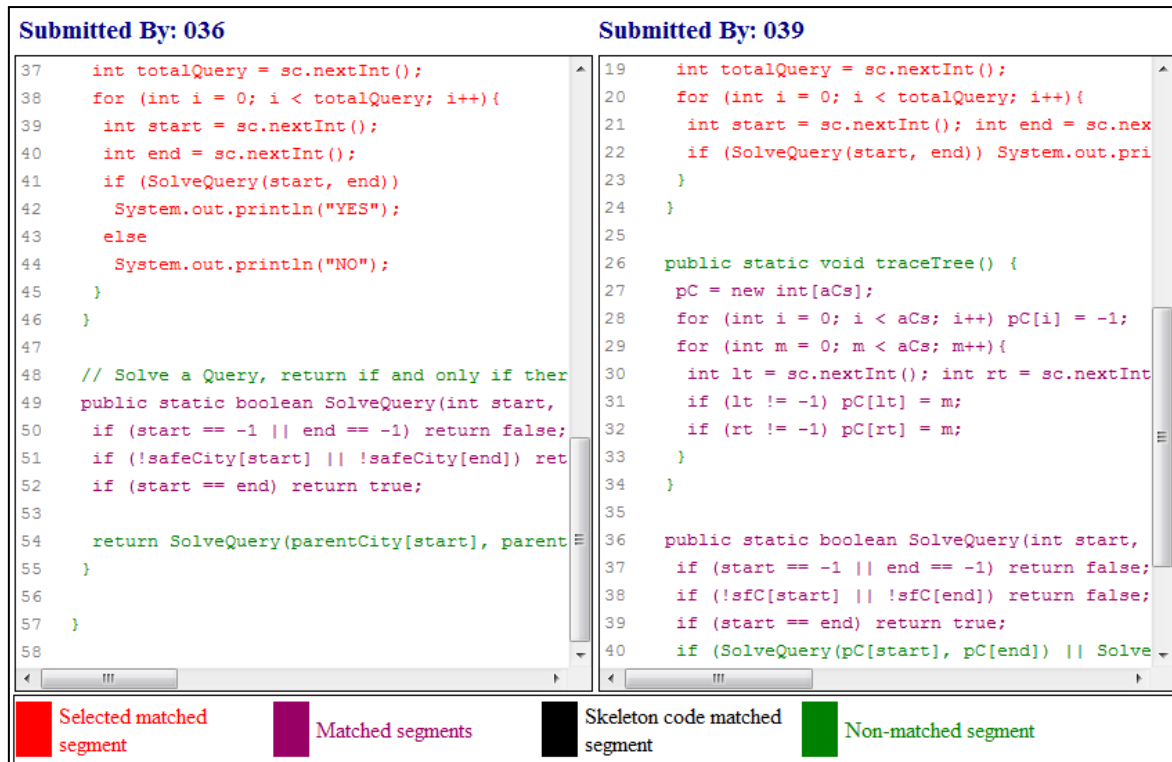 Submitted By: 036
37 int totalQuery = sc.nextInt();
38 for (int i = 0; i < totalQuery; i++){
39 int start = sc.nextInt();
40 int end = sc.nextInt();
41 if (SolveQuery(start, end))
42 System.out.println("YES");
43 else
44 System.out.println("NO");
45 }
46 }
47
48 // Solve a Query, return if and only if ther
49 public static boolean SolveQuery(int start,
50 if (start == -1 || end == -1) return false;
51 if (!safeCity[start] || !safeCity[end]) ret
52 if (start == end) return true;
53
54 return SolveQuery(parentCity[start], parent
55 }
56
57 }
58
Submitted By: 039
19 int totalQuery = sc.nextInt();
20 for (int i = 0; i < totalQuery; i++){
21 int start = sc.nextInt(); int end = sc.nex
22 if (SolveQuery(start, end)) System.out.pri
23 }
24 }
25
26 public static void traceTree() {
27 pC = new int[aCs];
28 for (int i = 0; i < aCs; i++) pC[i] = -1;
29 for (int m = 0; m < aCs; m++){
30 int lt = sc.nextInt(); int rt = sc.nextInt
31 if (lt != -1) pC[lt] = m;
32 if (rt != -1) pC[rt] = m;
33 }
34 }
35
36 public static boolean SolveQuery(int start,
37 if (start == -1 || end == -1) return false;
38 if (!sfC[start] || !sfC[end]) return false;
39 if (start == end) return true;
40 if (SolveQuery(pC[start], pC[end]) || Solve
Selected matched
segment
Matched segments
Skeleton code matched
segment
Non-matched segment